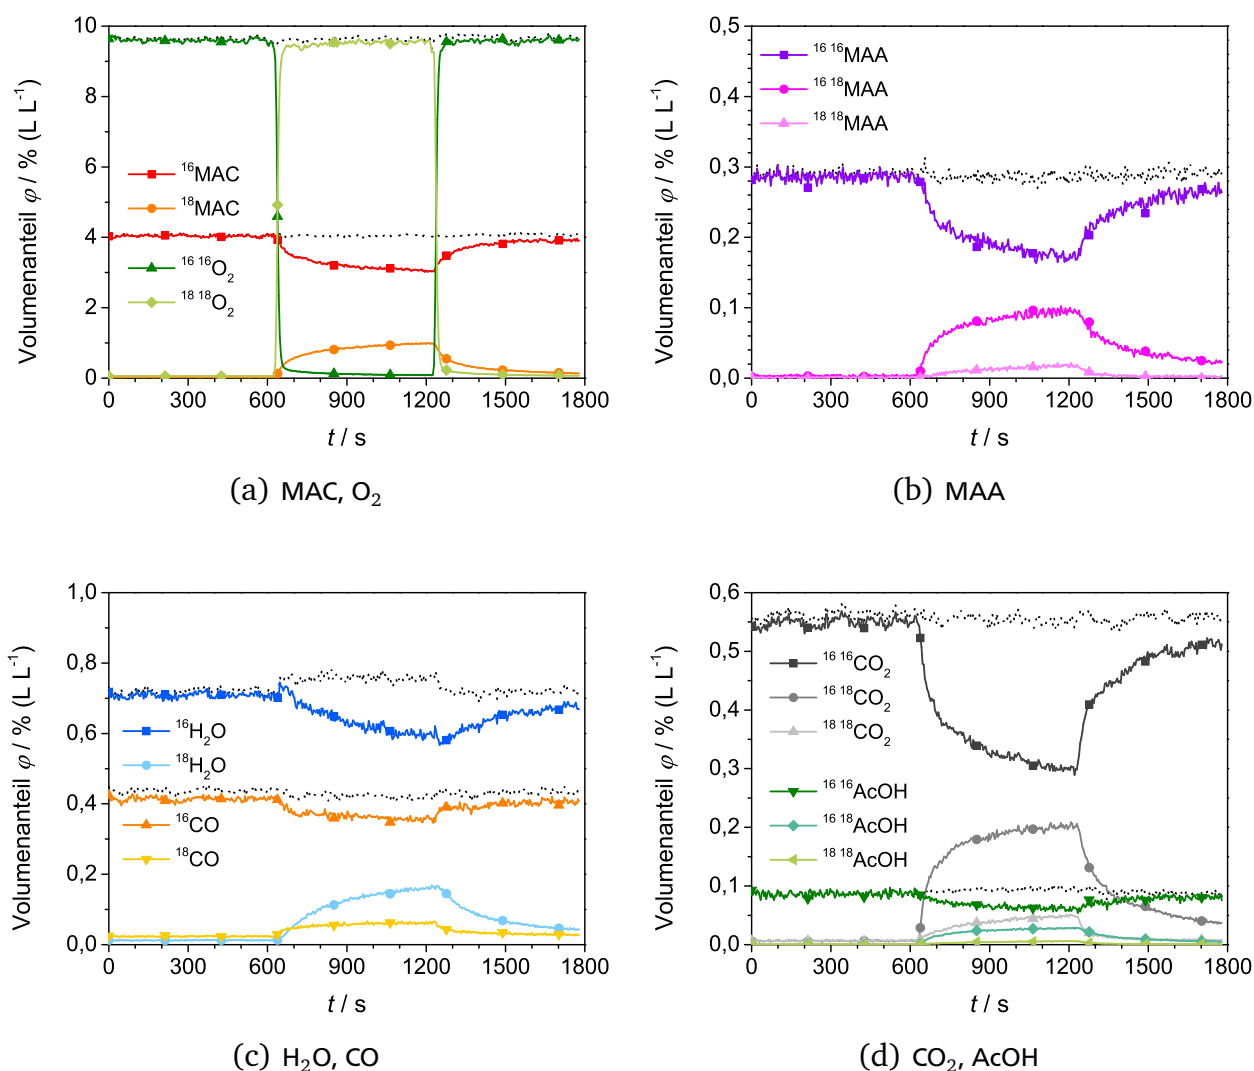 Volumenanteil φ / % (L L⁻¹)
10
8
6
4
2
0
¹⁶MAC
¹⁸MAC
¹⁶ ¹⁶O₂
¹⁸ ¹⁸O₂
0 300 600 900 1200 1500 1800
t / s
(a) MAC, O₂
Volumenanteil φ / % (L L⁻¹)
0,5
0,4
0,3
0,2
0,1
0,0
¹⁶ ¹⁶MAA
¹⁶ ¹⁸MAA
¹⁸ ¹⁸MAA
0 300 600 900 1200 1500 1800
t / s
(b) MAA
Volumenanteil φ / % (L L⁻¹)
1,0
0,8
0,6
0,4
0,2
0,0
¹⁶H₂O
¹⁸H₂O
¹⁶CO
¹⁸CO
0 300 600 900 1200 1500 1800
t / s
(c) H₂O, CO
Volumenanteil φ / % (L L⁻¹)
0,6
0,5
0,4
0,3
0,2
0,1
0,0
¹⁶ ¹⁶CO₂
¹⁶ ¹⁸CO₂
¹⁸ ¹⁸CO₂
¹⁶ ¹⁶AcOH
¹⁶ ¹⁸AcOH
¹⁸ ¹⁸AcOH
0 300 600 900 1200 1500 1800
t / s
(d) CO₂, AcOH